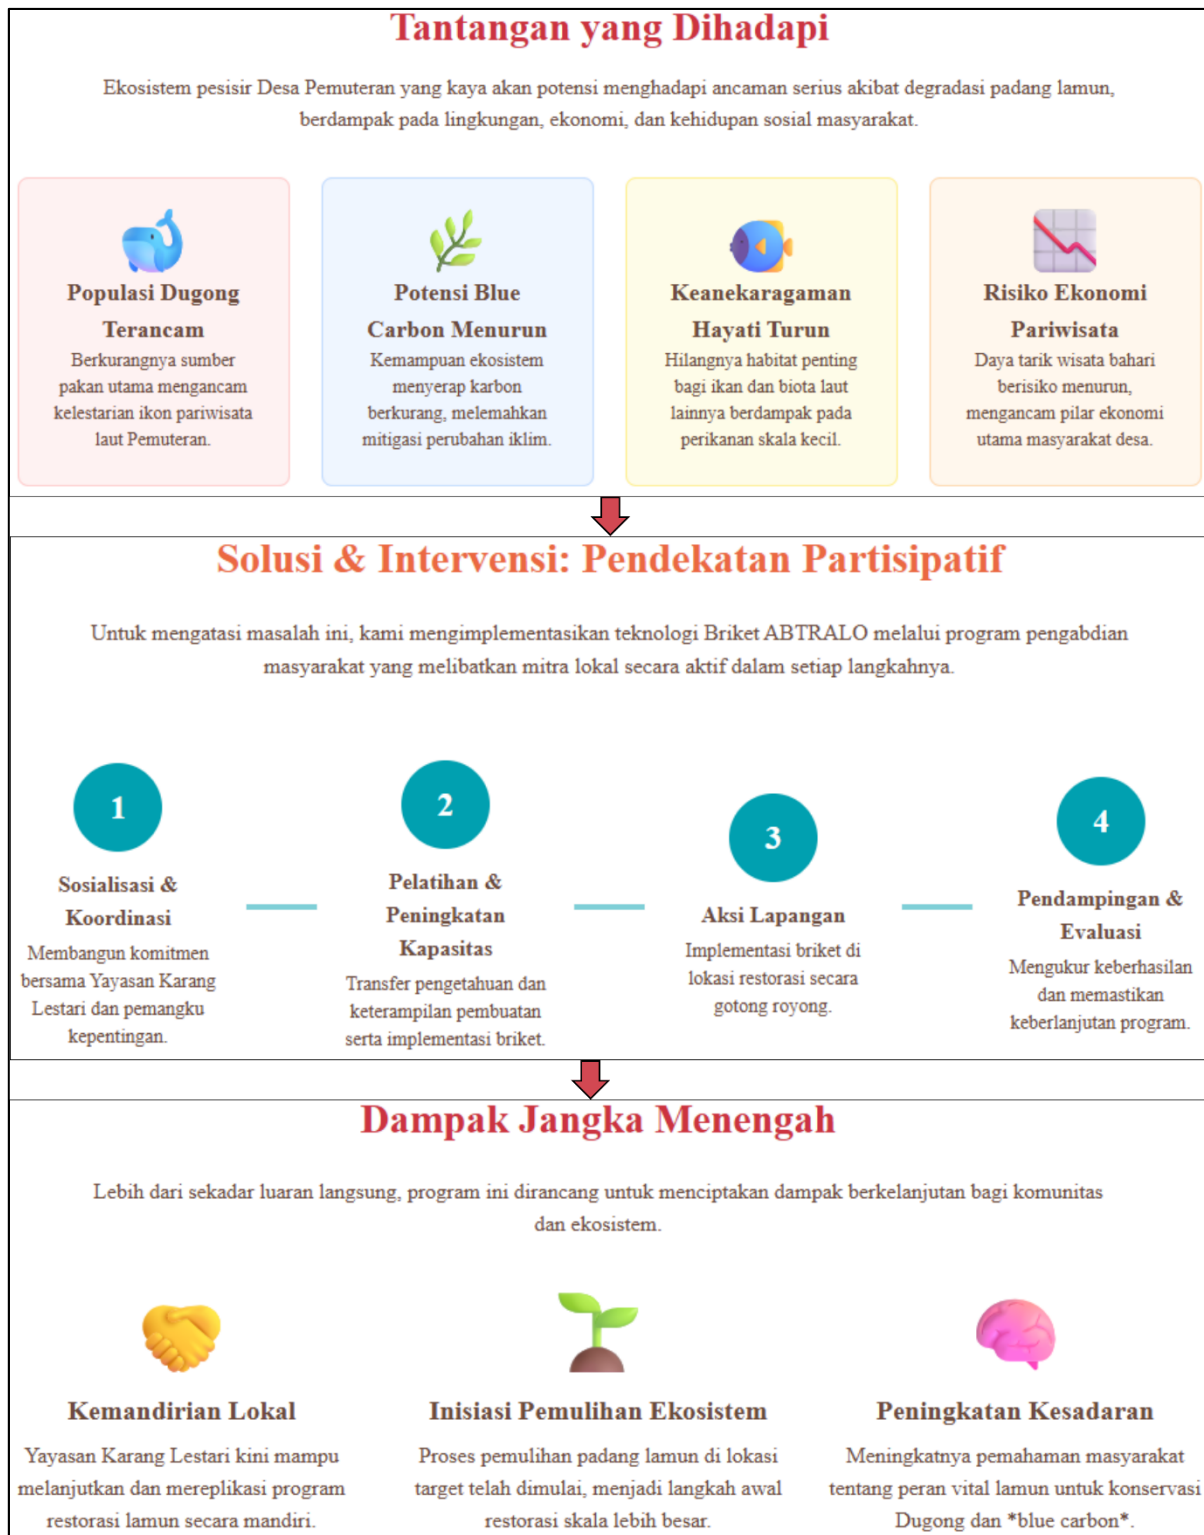 Tantangan yang Dihadapi
Ekosistem pesisir Desa Pemuteran yang kaya akan potensi menghadapi ancaman serius akibat degradasi padang lamun,
berdampak pada lingkungan, ekonomi, dan kehidupan sosial masyarakat.
Populasi Dugong
Terancam
Berkurangnya sumber
pakan utama mengancam
kelestarian ikon pariwisata
laut Pemuteran.
Potensi Blue
Carbon Menurun
Kemampuan ekosistem
menyerap karbon
berkurang, melemahkan
mitigasi perubahan iklim.
Keanekaragaman
Hayati Turun
Hilangnya habitat penting
bagi ikan dan biota laut
lainnya berdampak pada
perikanan skala kecil.
Risiko Ekonomi
Pariwisata
Daya tarik wisata bahari
berisiko menurun,
mengancam pilar ekonomi
utama masyarakat desa.
Solusi & Intervensi: Pendekatan Partisipatif
Untuk mengatasi masalah ini, kami mengimplementasikan teknologi Briket ABTRALO melalui program pengabdian
masyarakat yang melibatkan mitra lokal secara aktif dalam setiap langkahnya.
1
Sosialisasi &
Koordinasi
Membangun komitmen
bersama Yayasan Karang
Lestari dan pemangku
kepentingan.
2
Pelatihan &
Peningkatan
Kapasitas
Transfer pengetahuan dan
keterampilan pembuatan
serta implementasi briket.
3
Aksi Lapangan
Implementasi briket di
lokasi restorasi secara
gotong royong.
4
Pendampingan &
Evaluasi
Mengukur keberhasilan
dan memastikan
keberlanjutan program.
Dampak Jangka Menengah
Lebih dari sekadar luaran langsung, program ini dirancang untuk menciptakan dampak berkelanjutan bagi komunitas
dan ekosistem.
Kemandirian Lokal
Yayasan Karang Lestari kini mampu
melanjutkan dan mereplikasi program
restorasi lamun secara mandiri.
Inisiasi Pemulihan Ekosistem
Proses pemulihan padang lamun di lokasi
target telah dimulai, menjadi langkah awal
restorasi skala lebih besar.
Peningkatan Kesadaran
Meningkatnya pemahaman masyarakat
tentang peran vital lamun untuk konservasi
Dugong dan *blue carbon*.